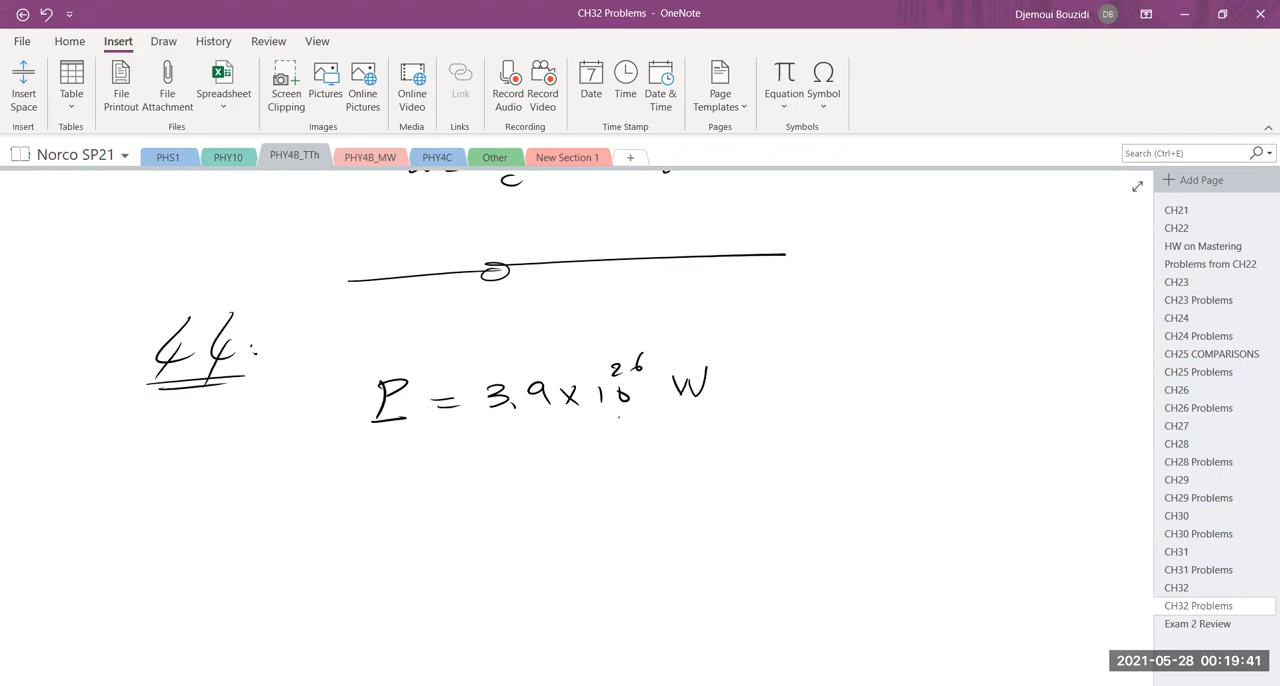 CH32 Problems - OneNote
Djemoui Bouzidi DB
File Home Insert Draw History Review View
Insert Space
Table
File Printout
File Attachment
Spreadsheet
Screen Clipping
Pictures
Online Pictures
Online Video
Link
Record Audio
Record Video
Date
Time
Date & Time
Page Templates
Equation
Symbol
Insert Tables Files Images Media Links Recording Time Stamp Pages Symbols
Norco SP21 PHS1 PHY10 PHY4B_TTh PHY4B_MW PHY4C Other New Section 1 +
Search (Ctrl+E)
Add Page
CH21
CH22
HW on Mastering
Problems from CH22
CH23
CH23 Problems
CH24
CH24 Problems
CH25 COMPARISONS
CH25 Problems
CH26
CH26 Problems
CH27
CH28
CH28 Problems
CH29
CH29 Problems
CH30
CH30 Problems
CH31
CH31 Problems
CH32
CH32 Problems
Exam 2 Review
44:
P = 3.9 x 10^26 W
2021-05-28 00:19:41